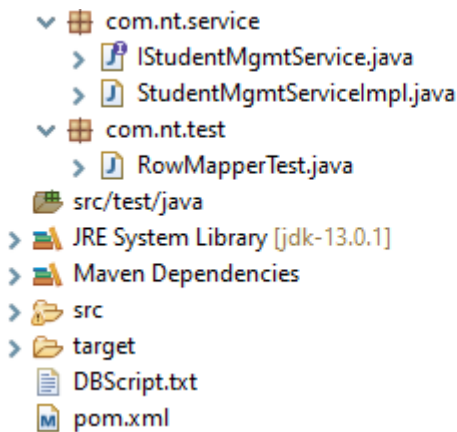 com.nt.service
IStudentMgmtService.java
StudentMgmtServiceImpl.java
com.nt.test
RowMapperTest.java
src/test/java
JRE System Library [jdk-13.0.1]
Maven Dependencies
src
target
DBScript.txt
pom.xml